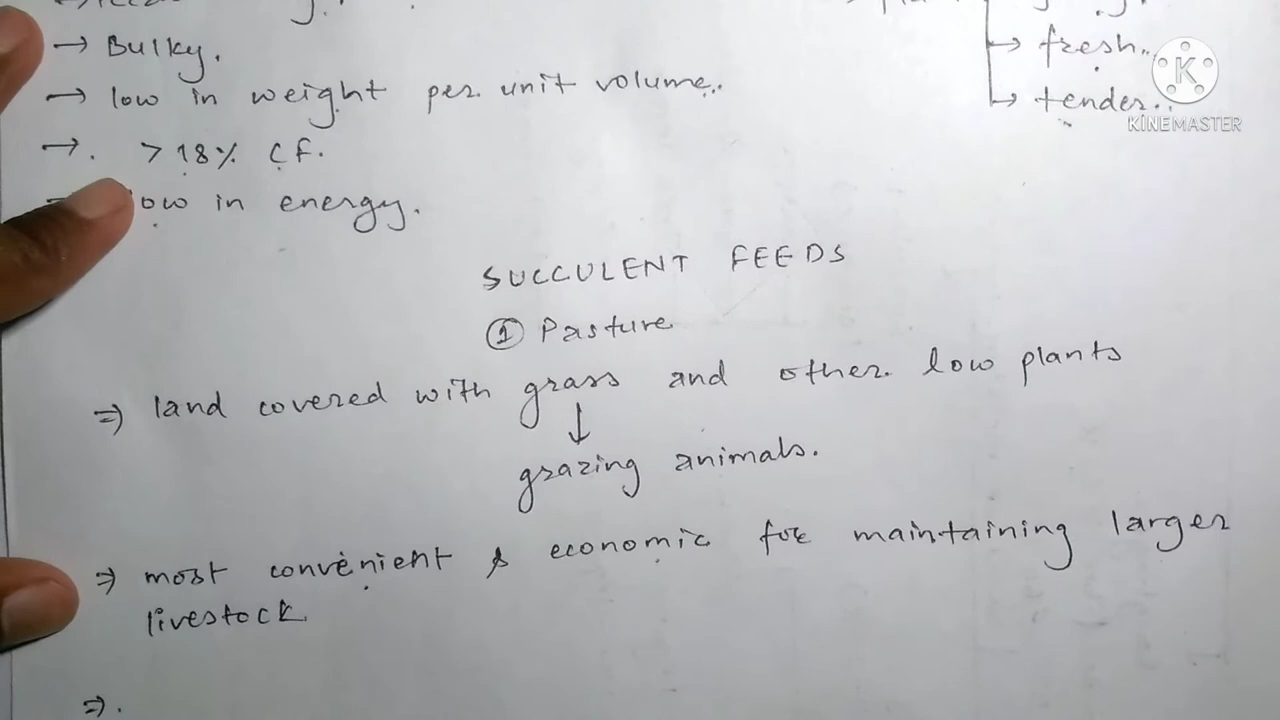 → Bulky.
→ low in weight per unit volume..
→. > 18% CF.
low in energy.
→ fresh..
→ tender..
KINEMASTER
SUCCULENT FEEDS
① Pasture
⇒ land covered with grass and other low plants
↓
grazing animals.
⇒ most convenient & economic for maintaining larger
livestock
⇒.